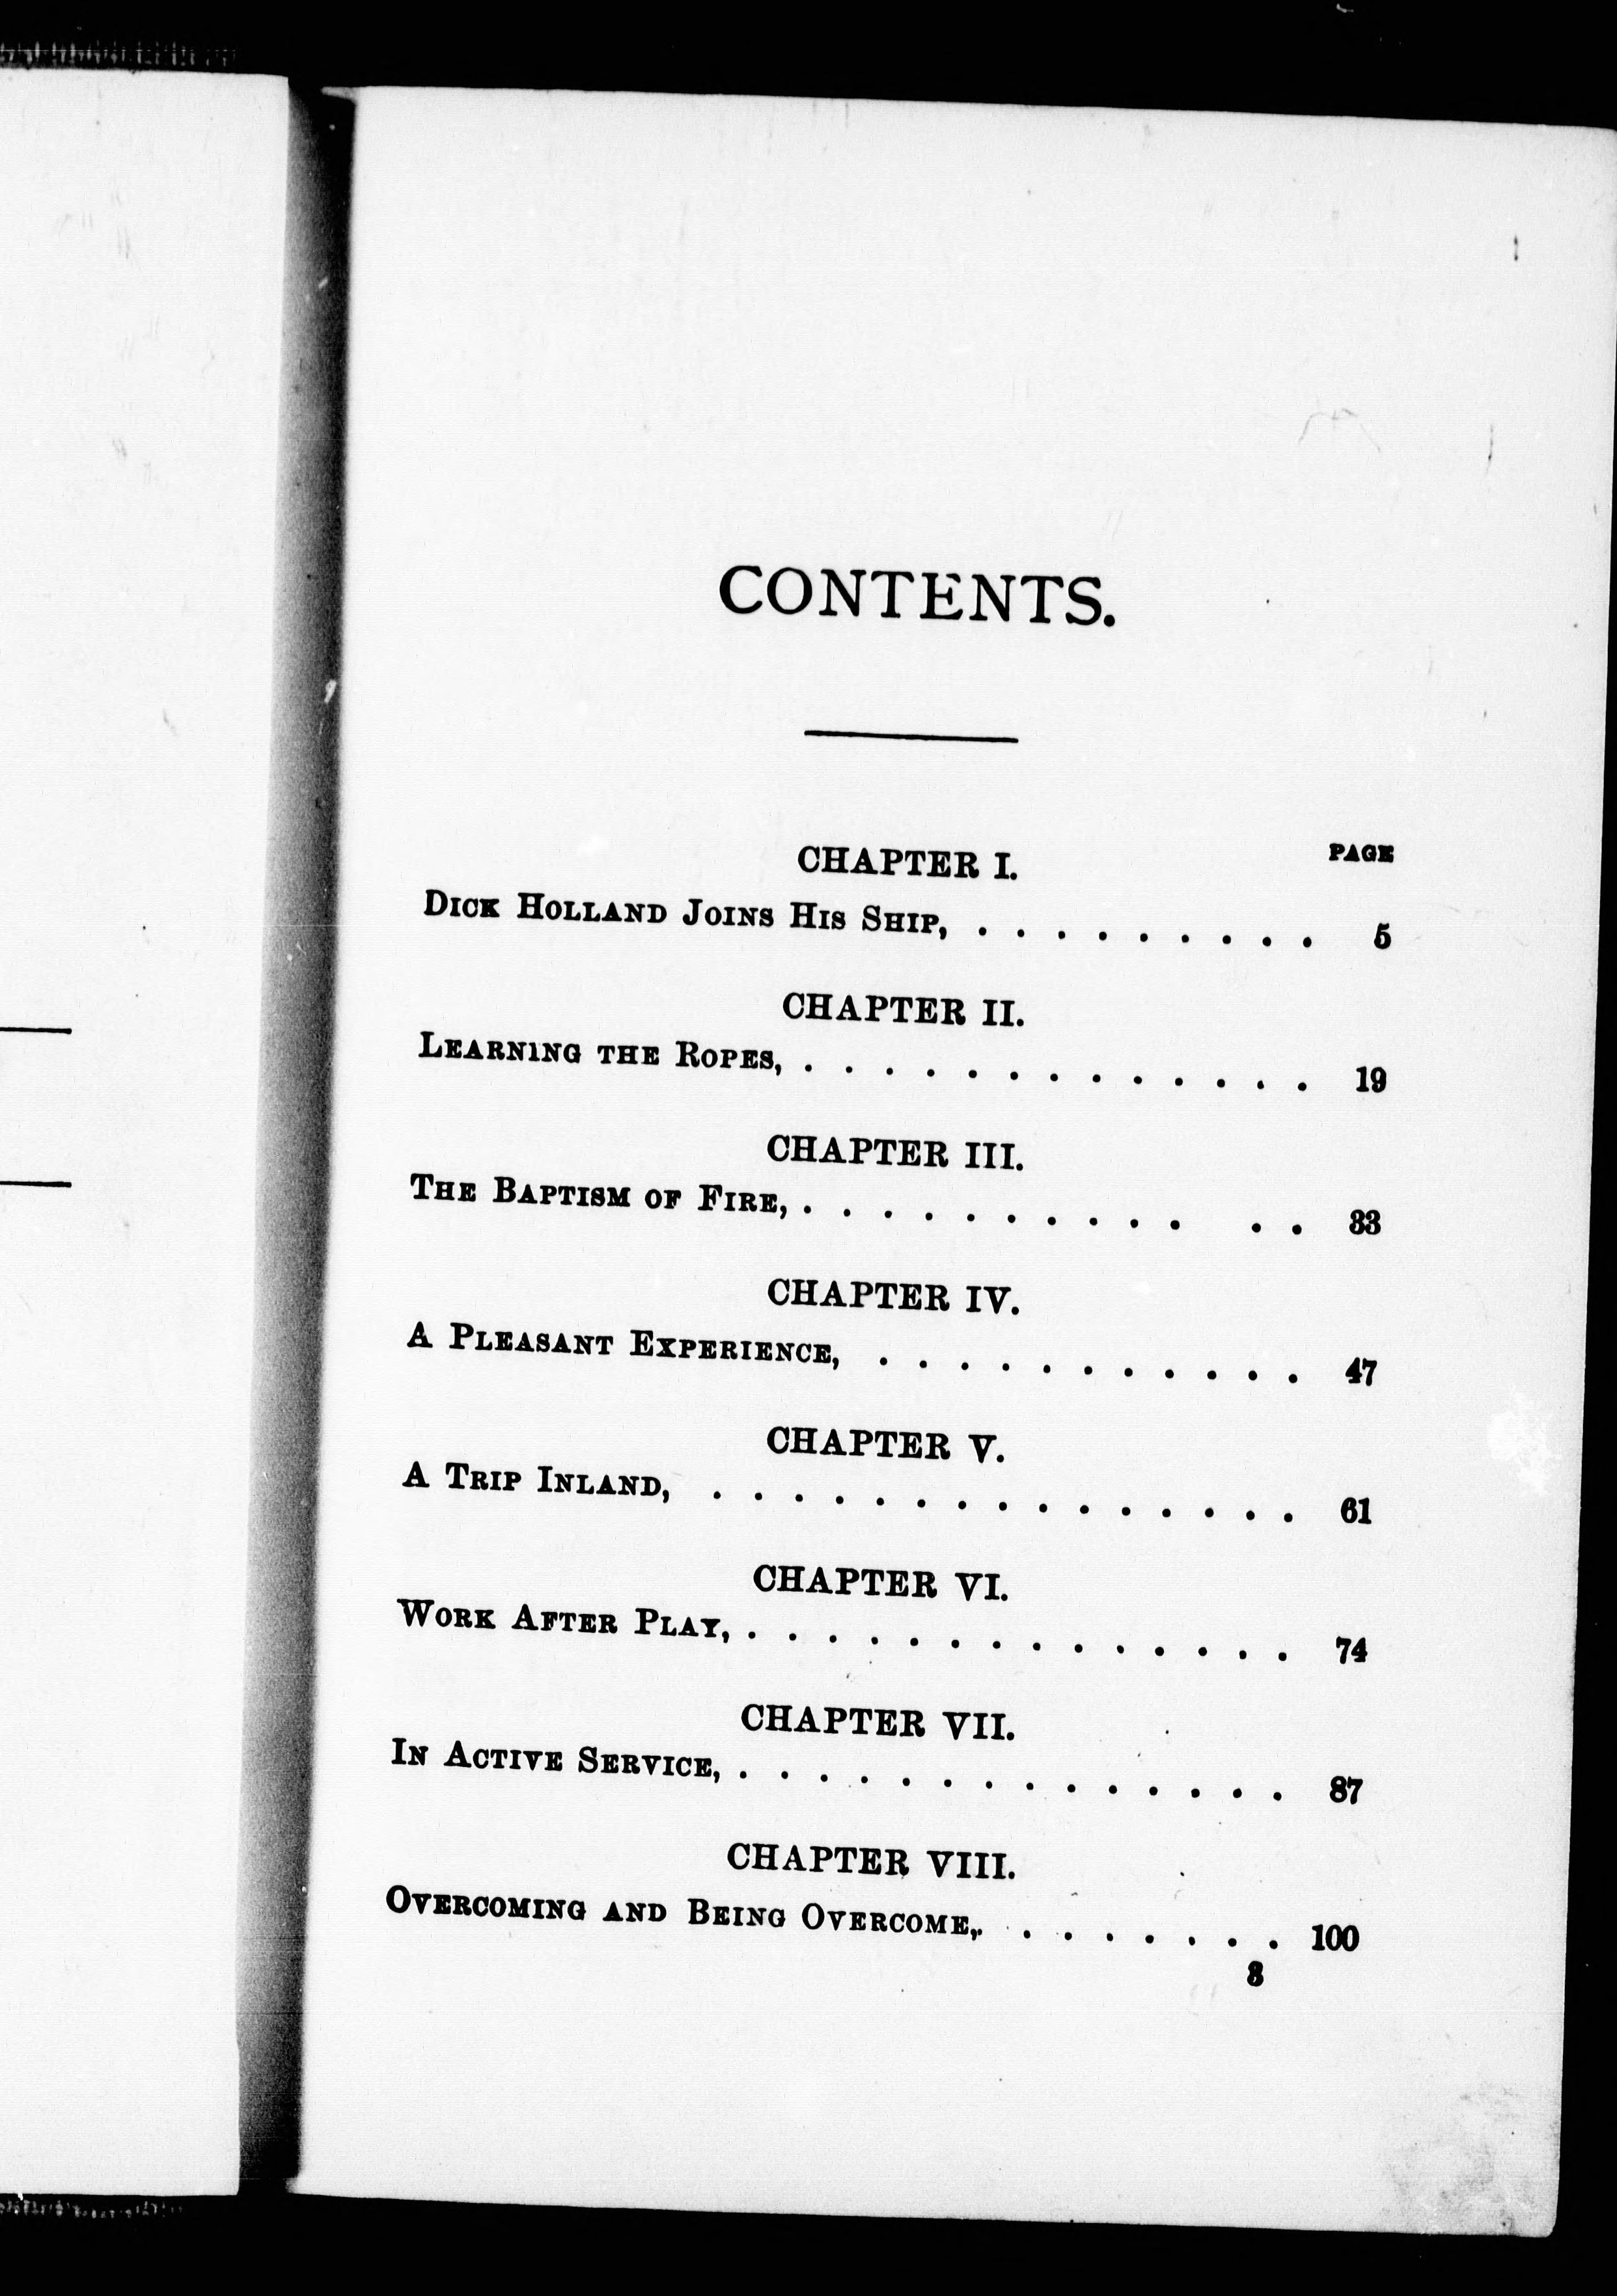 CONTENTS.
CHAPTER I. PAGE
DICK HOLLAND JOINS HIS SHIP, . . . . . . . . . 5
CHAPTER II.
LEARNING THE ROPES, . . . . . . . . . . . . . 19
CHAPTER III.
THE BAPTISM OF FIRE, . . . . . . . . . . . . 33
CHAPTER IV.
A PLEASANT EXPERIENCE, . . . . . . . . . . . 47
CHAPTER V.
A TRIP INLAND, . . . . . . . . . . . . . . . 61
CHAPTER VI.
WORK AFTER PLAY, . . . . . . . . . . . . . . 74
CHAPTER VII.
IN ACTIVE SERVICE, . . . . . . . . . . . . . . 87
CHAPTER VIII.
OVERCOMING AND BEING OVERCOME, . . . . . . . . 100
3